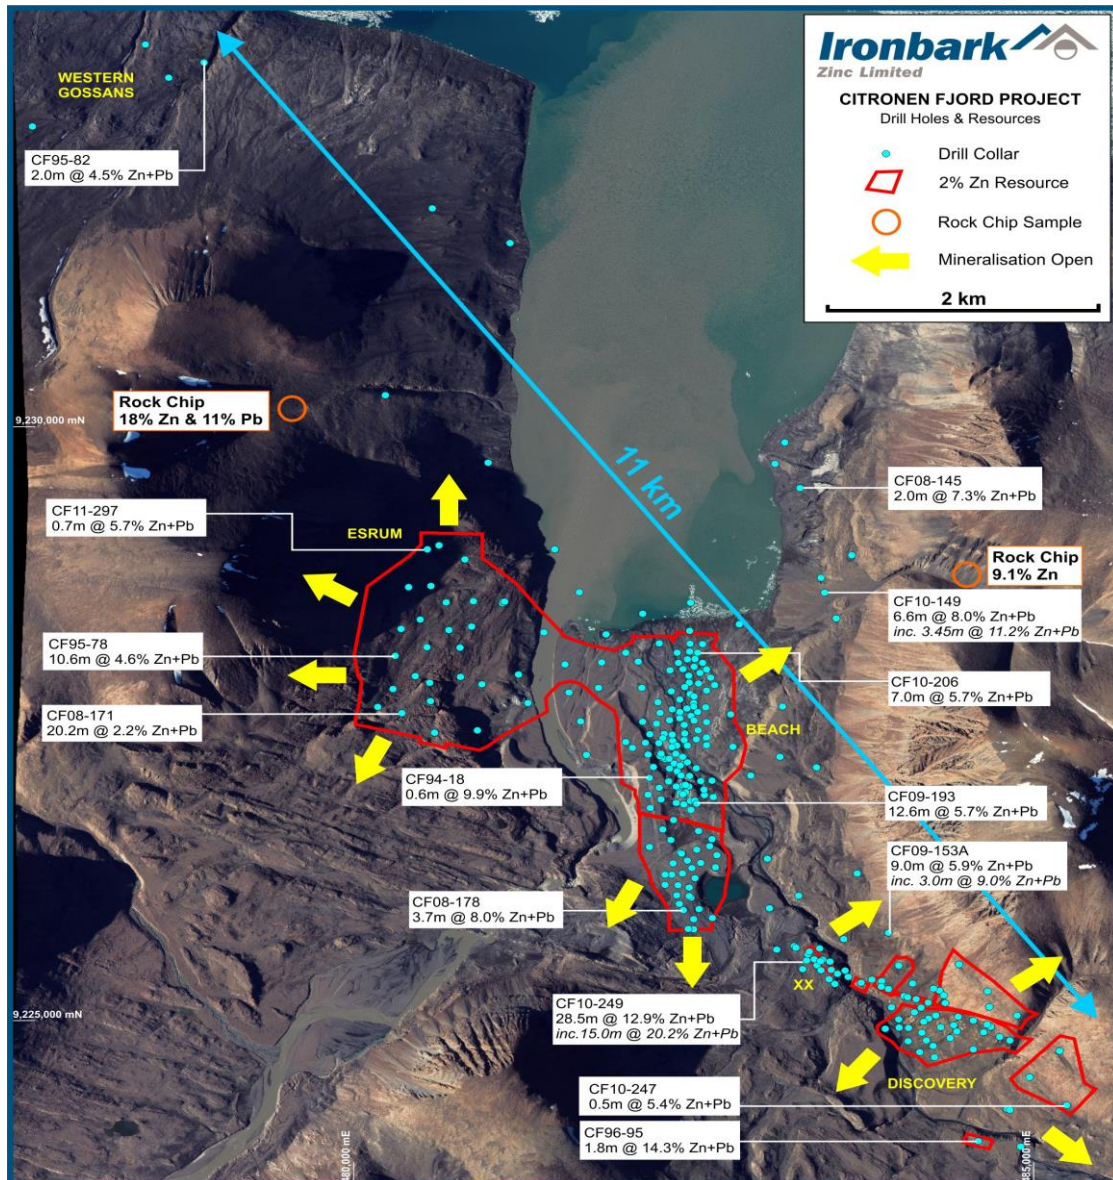 Ironbark
Zinc Limited
CITRONEN FJORD PROJECT
Drill Holes & Resources
Drill Collar
2% Zn Resource
Rock Chip Sample
Mineralisation Open
2 km
WESTERN
GOSSANS
CF95-82
2.0m @ 4.5% Zn+Pb
Rock Chip
18% Zn & 11% Pb
9,230,000 mN
11 km
CF08-145
2.0m @ 7.3% Zn+Pb
CF11-297
0.7m @ 5.7% Zn+Pb
ESRUM
Rock Chip
9.1% Zn
CF10-149
6.6m @ 8.0% Zn+Pb
inc. 3.45m @ 11.2% Zn+Pb
CF95-78
10.6m @ 4.6% Zn+Pb
CF10-206
7.0m @ 5.7% Zn+Pb
CF08-171
20.2m @ 2.2% Zn+Pb
BEACH
CF94-18
0.6m @ 9.9% Zn+Pb
CF09-193
12.6m @ 5.7% Zn+Pb
CF09-153A
9.0m @ 5.9% Zn+Pb
inc. 3.0m @ 9.0% Zn+Pb
CF08-178
3.7m @ 8.0% Zn+Pb
XX
CF10-249
28.5m @ 12.9% Zn+Pb
inc.15.0m @ 20.2% Zn+Pb
9,225,000 mN
DISCOVERY
CF10-247
0.5m @ 5.4% Zn+Pb
CF96-95
1.8m @ 14.3% Zn+Pb
480,000 mE
485,000 mE